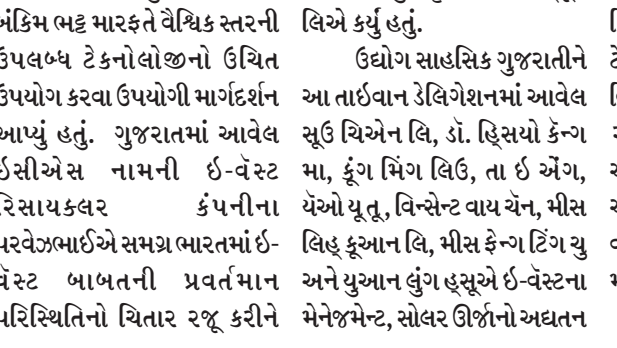 અંકિમ ભટ્ટ મારફતે વૈશ્વિક સ્તરની
ઉપલબ્ધ ટેકનોલોજીનો ઉચિત
ઉપયોગ કરવા ઉપયોગી માર્ગદર્શન
આપ્યું હતું. ગુજરાતમાં આવેલ
ઇસીએસ નામની ઇ-વૅસ્ટ
રિસાયકલર કંપનીના
પરવેઝભાઈએ સમગ્ર ભારતમાં ઇ-
વૅસ્ટ બાબતની પ્રવર્તમાન
પરિસ્થિતિનો ચિતાર રજૂ કરીને
લિએ કર્યું હતું.
ઉદ્યોગ સાહસિક ગુજરાતીને
આ તાઇવાન ડેલિગેશનમાં આવેલ
સૂઉ ચિએન લિ, ડૉ. હ્સિયો કૅન્ગ
મા, કૂંગ મિંગ લિઉ, તા ઇ ઍંગ,
યૅઓ યૂ તૂ, વિન્સેન્ટ વાય ચૅન, મીસ
લિહ્ કૂઆન લિ, મીસ ફેન્ગ ટિંગ ચુ
અને યુઆન લુંગ હ્સૂએ ઇ-વૅસ્ટના
મેનેજમેન્ટ, સોલર ઊર્જાનો અદ્યતન